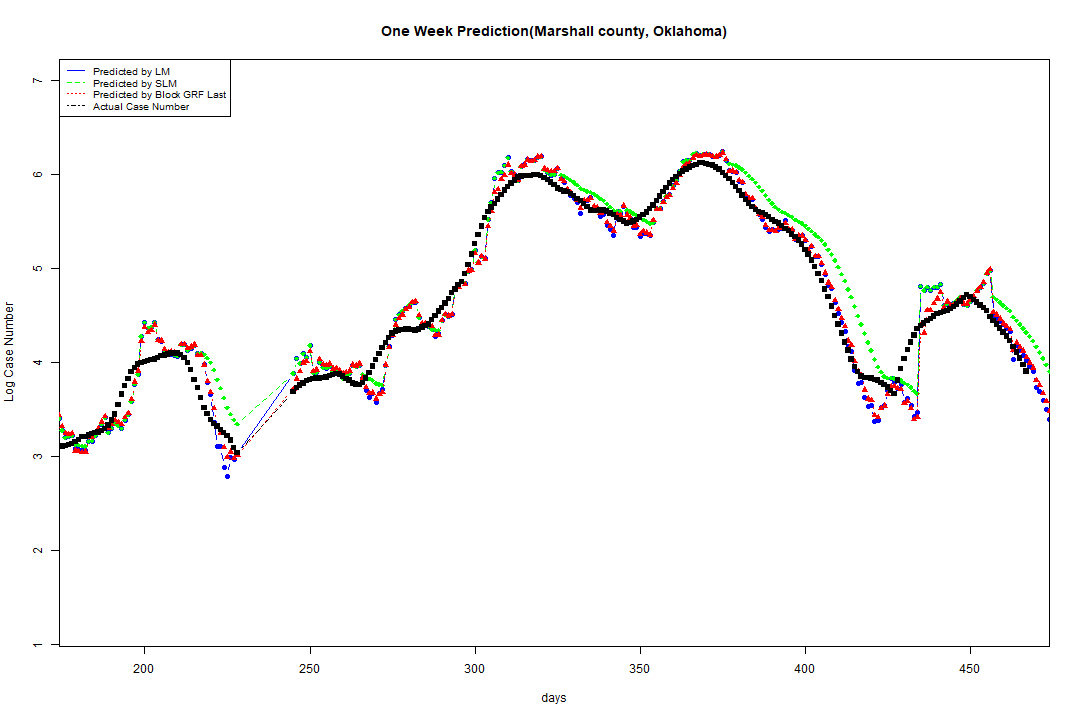 One Week Prediction(Marshall county, Oklahoma)
Predicted by LM
Predicted by SLM
Predicted by Block GRF Last
Actual Case Number
7
6
5
4
3
2
1
Log Case Number
200 250 300 350 400 450
days